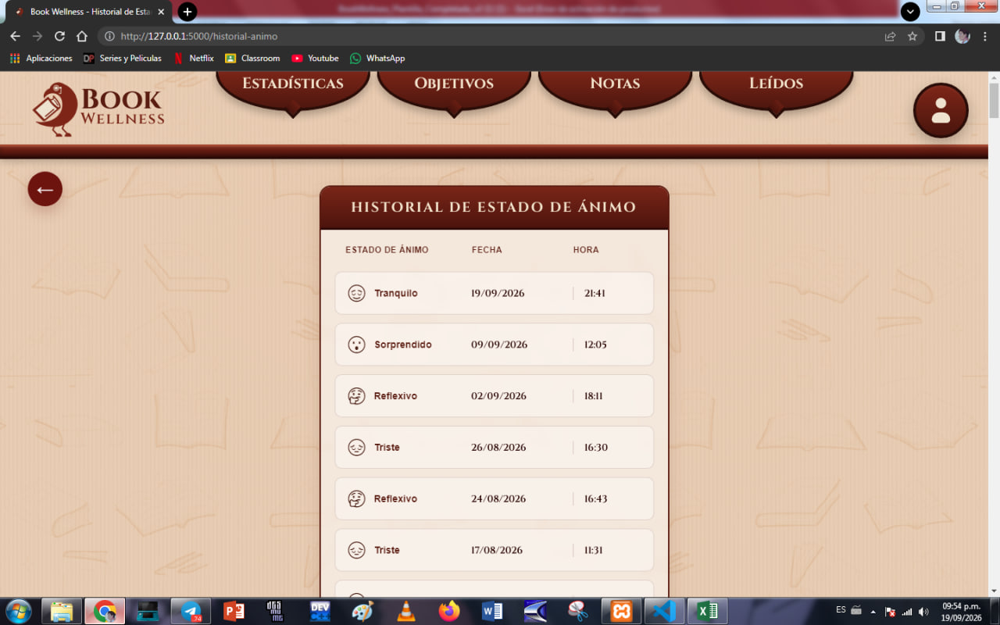 Book Wellness - Historial de Esta
http://127.0.0.1:5000/historial-animo
Aplicaciones
Series y Peliculas
Netflix
Classroom
Youtube
WhatsApp
Book
Wellness
Estadísticas
Objetivos
Notas
Leídos
HISTORIAL DE ESTADO DE ÁNIMO
ESTADO DE ÁNIMO FECHA HORA
Tranquilo 19/09/2026 21:41
Sorprendido 09/09/2026 12:05
Reflexivo 02/09/2026 18:11
Triste 26/08/2026 16:30
Reflexivo 24/08/2026 16:43
Triste 17/08/2026 11:31
74
DEV
ES
09:54 p.m.
19/09/2026